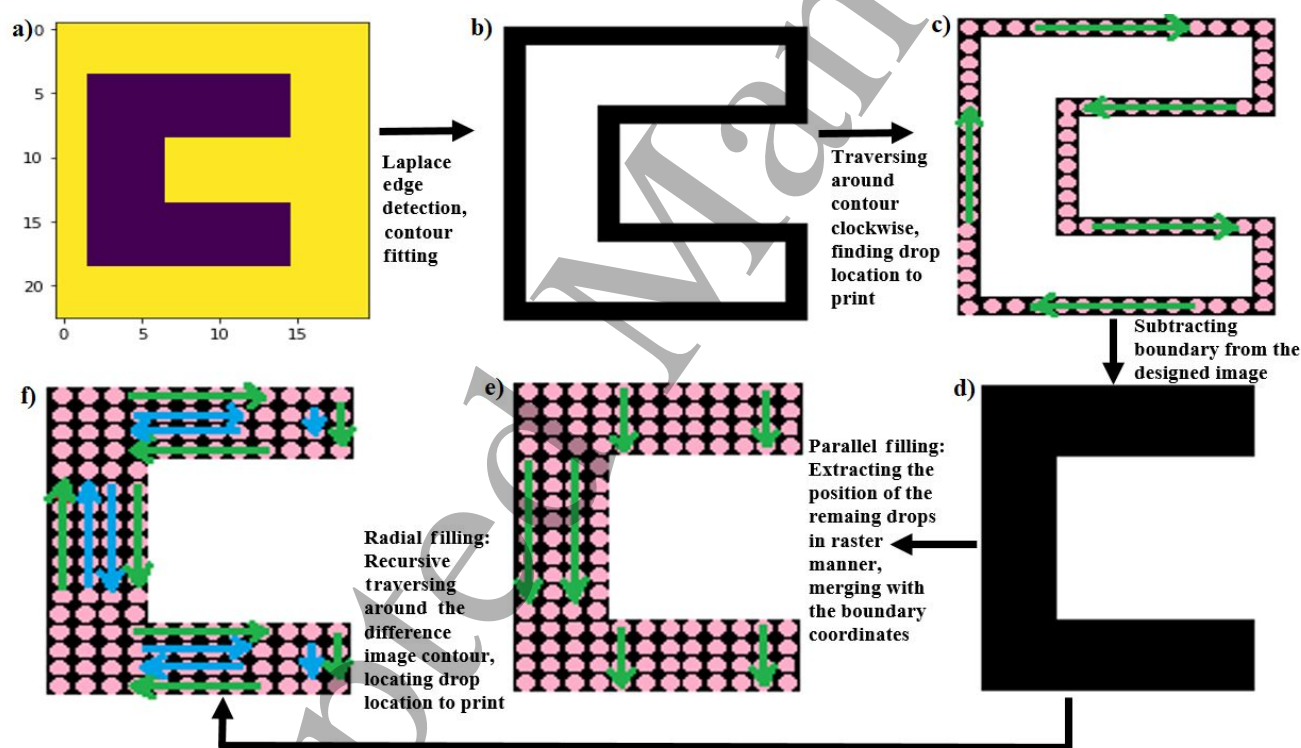 a)
0
5
10
15
20
0
5
10
15
Laplace
edge
detection,
contour
fitting
b)
Traversing
around
contour
clockwise,
finding drop
location to
print
c)
Subtracting
boundary from the
designed image
d)
Parallel filling:
Extracting the
position of the
remaing drops
in raster
manner,
merging with
the boundary
coordinates
e)
Radial filling:
Recursive
traversing
around the
difference
image contour,
locating drop
location to print
f)
pted Man